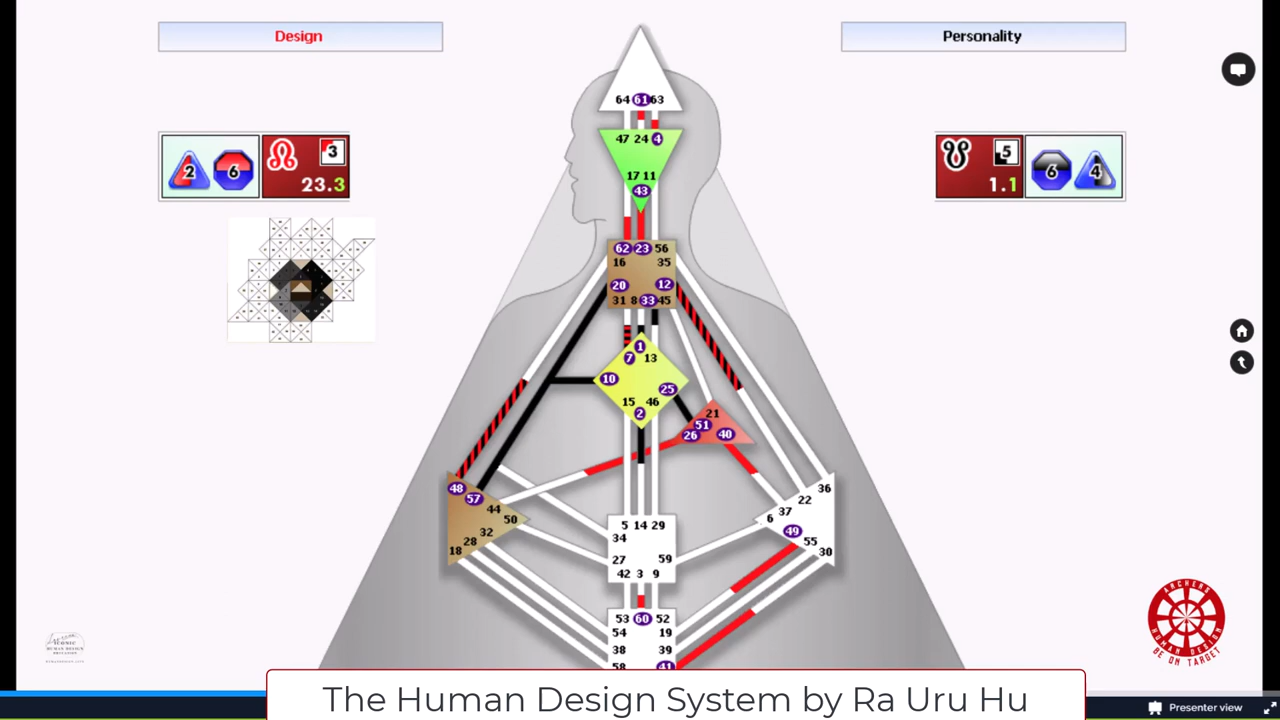 Design
Personality
2 6 3
23.3
5
1.1
6 4
64 61 63
47 24 4
17 11
43
62 23 56
16 35
20 12
31 8 33 45
1
7 13
10 25
15 46
2
21
51
26 40
48
57
44
50
32
28
18
36
22
37
6
49
55
30
5 14 29
34
27 59
42 3 9
53 60 52
54 19
38 39
58 41
ARCHERS
HUMAN DESIGN
BE ON TARGET
The Human Design System by Ra Uru Hu
Presenter view